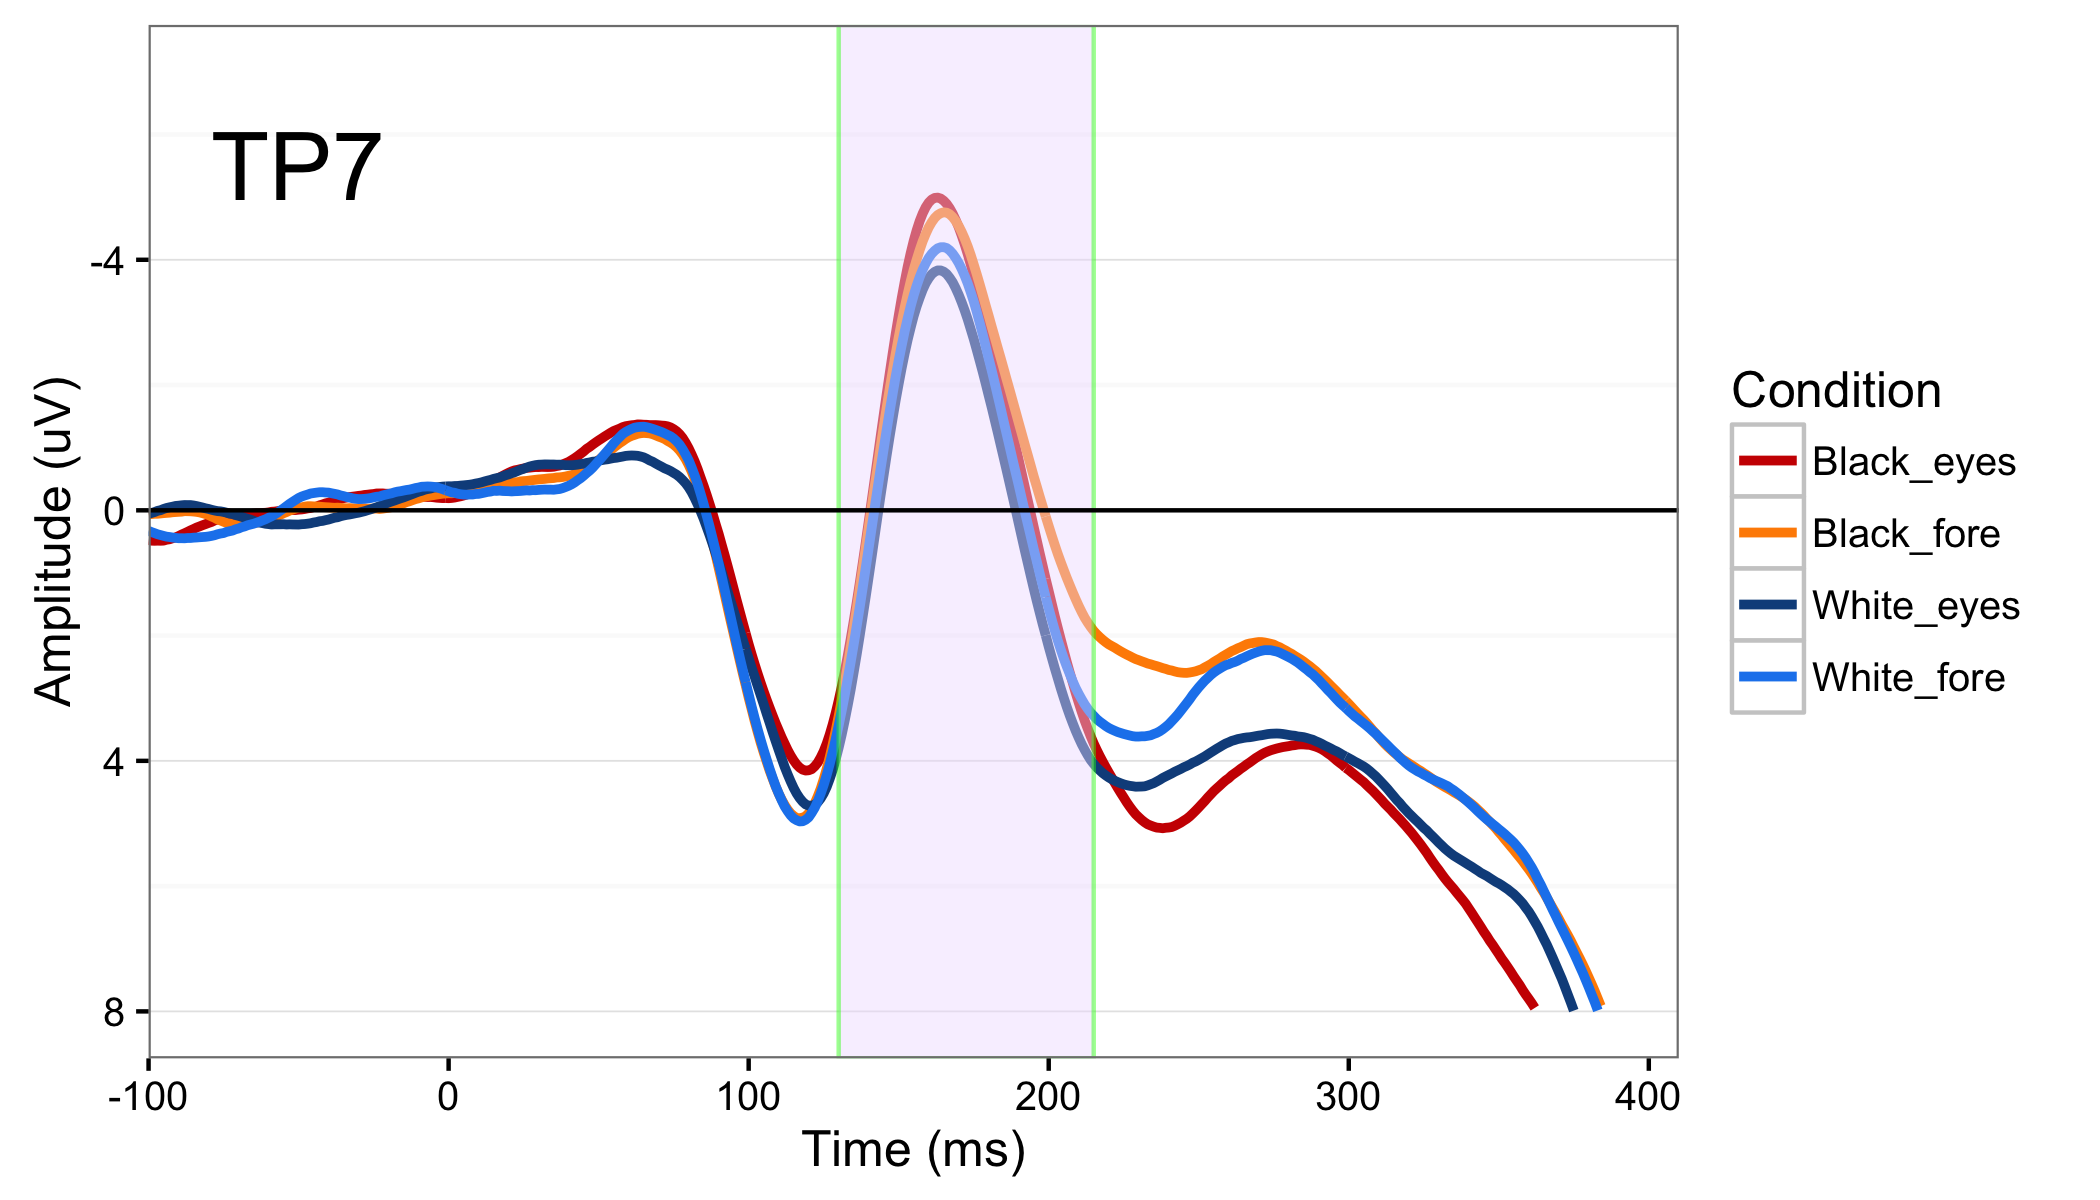 TP7
-4
0
4
8
Amplitude (uV)
-100 0 100 200 300 400
Time (ms)
Condition
Black_eyes
Black_fore
White_eyes
White_fore